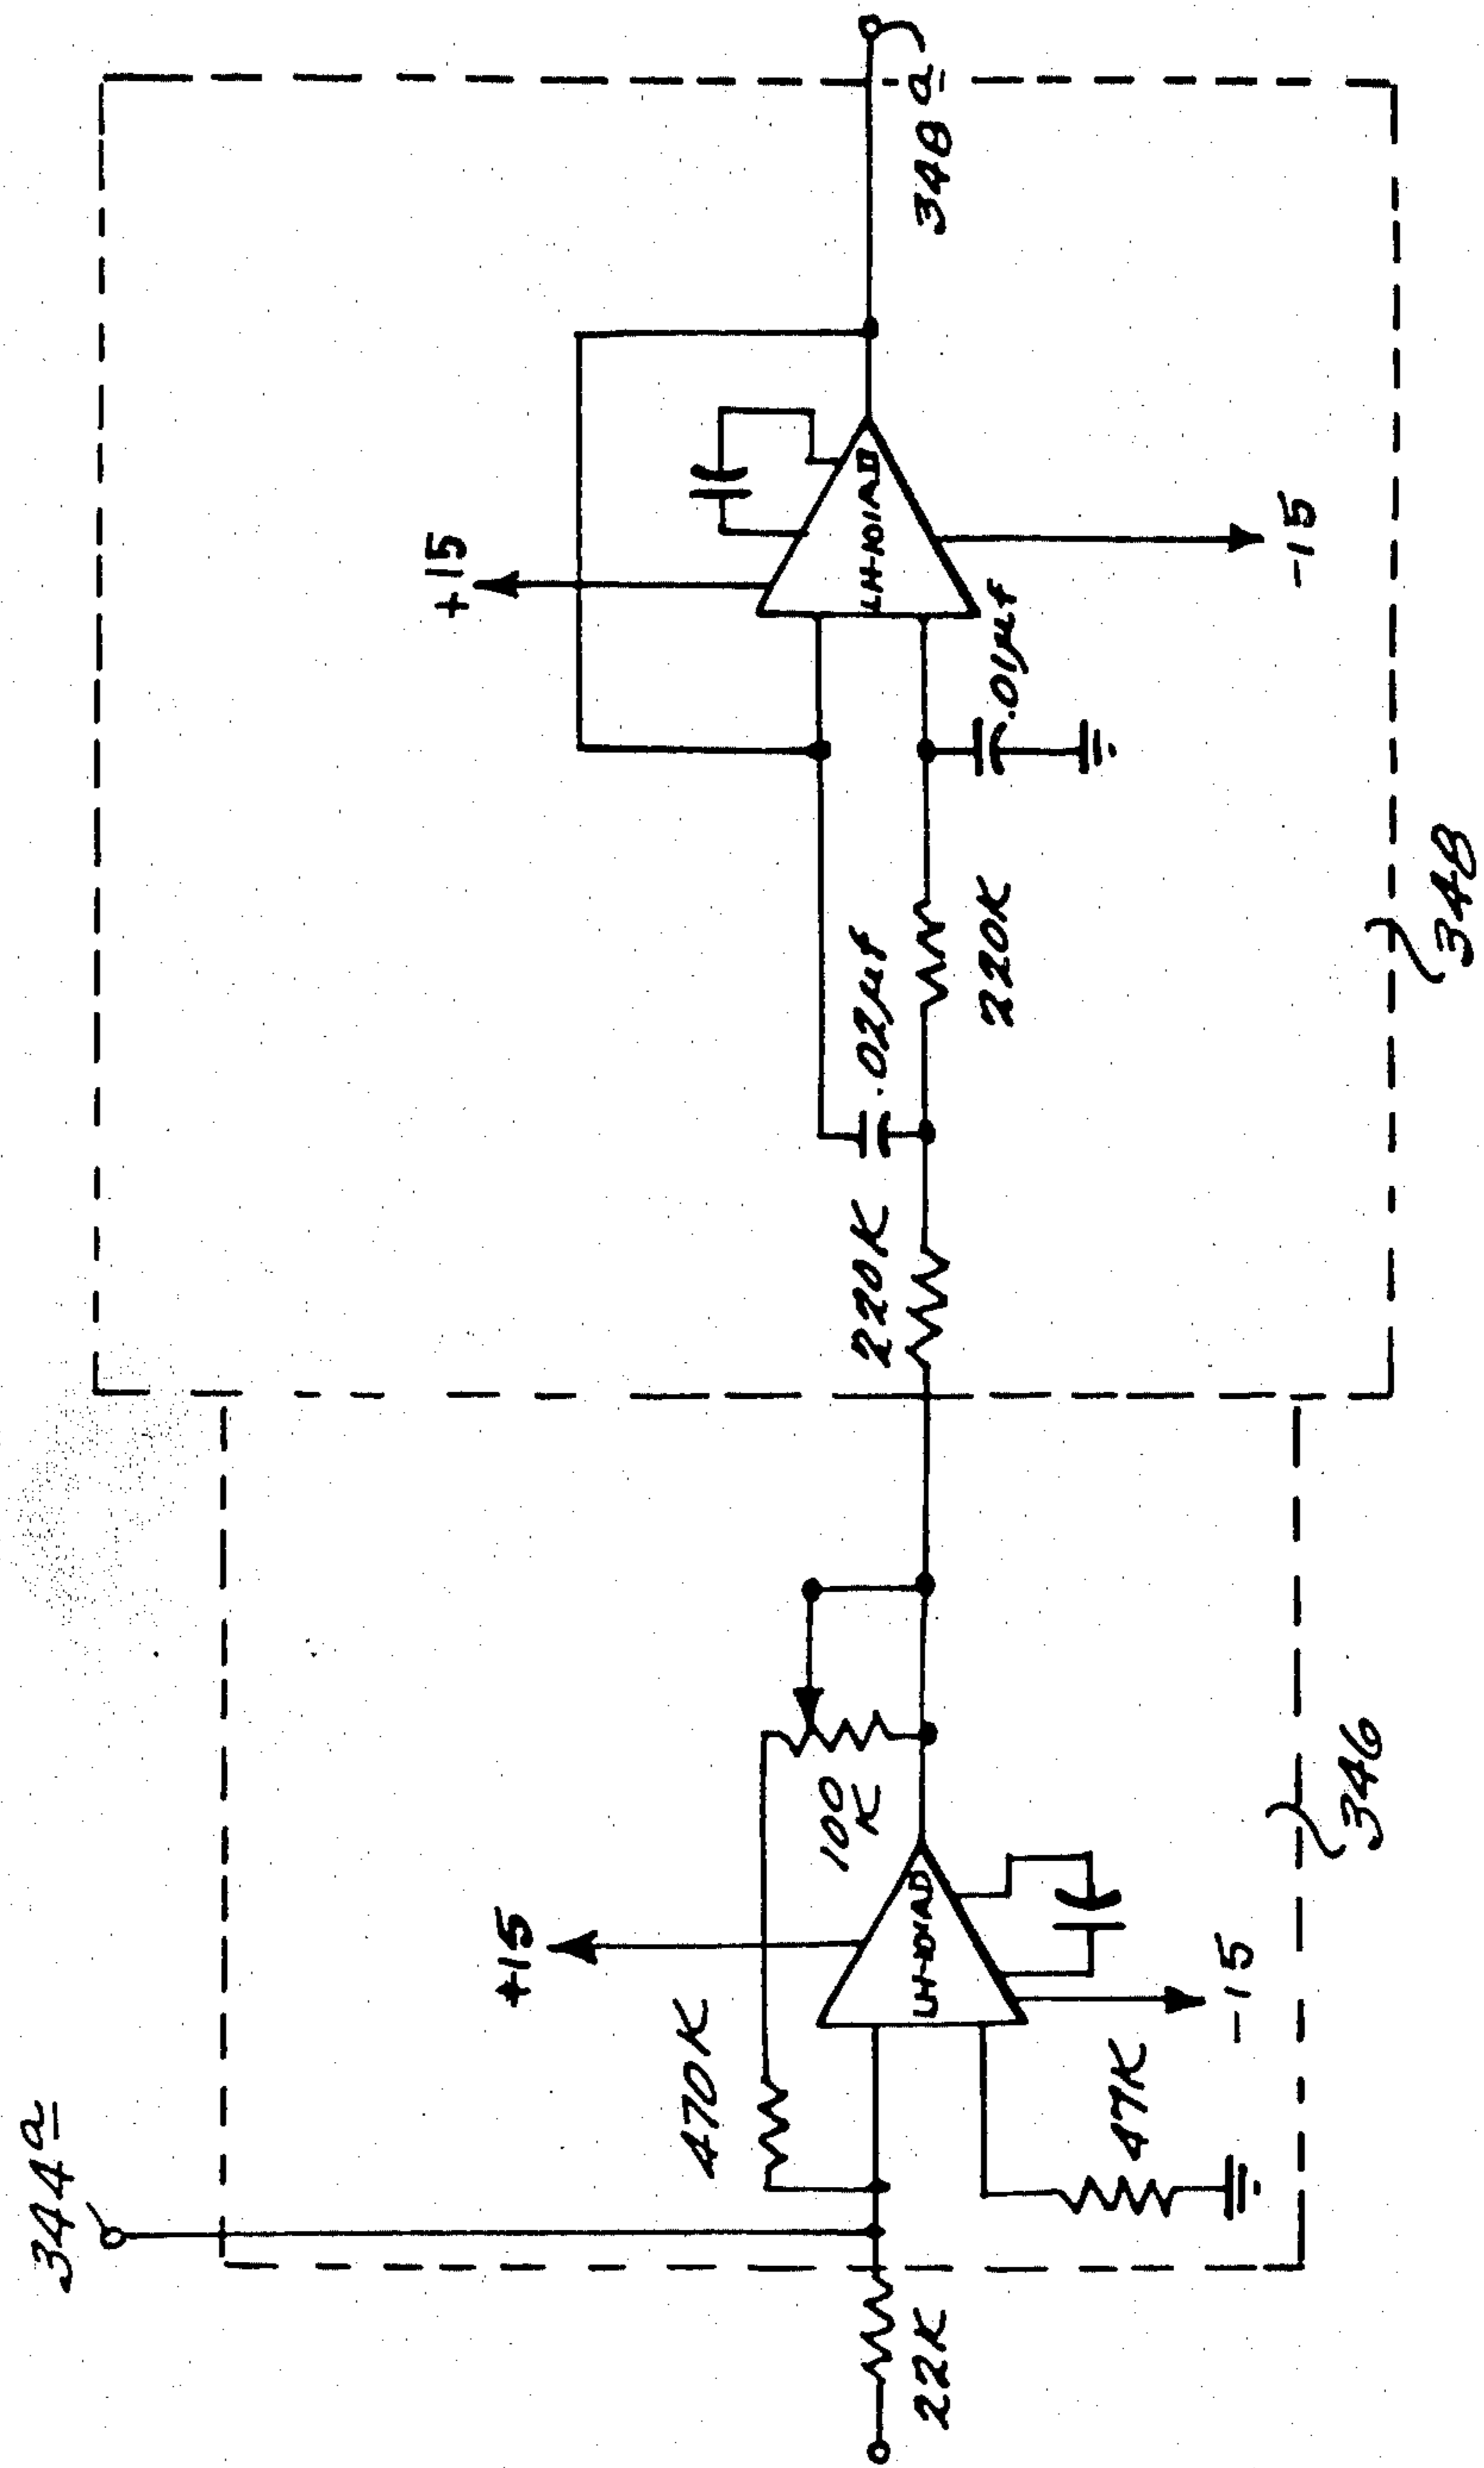 344a
+15
470K
100
K
LH-101AD
22K
47K
-15
346
+15
220K
.02µf
220K
LH-101AD
.01µf
-15
348a
348